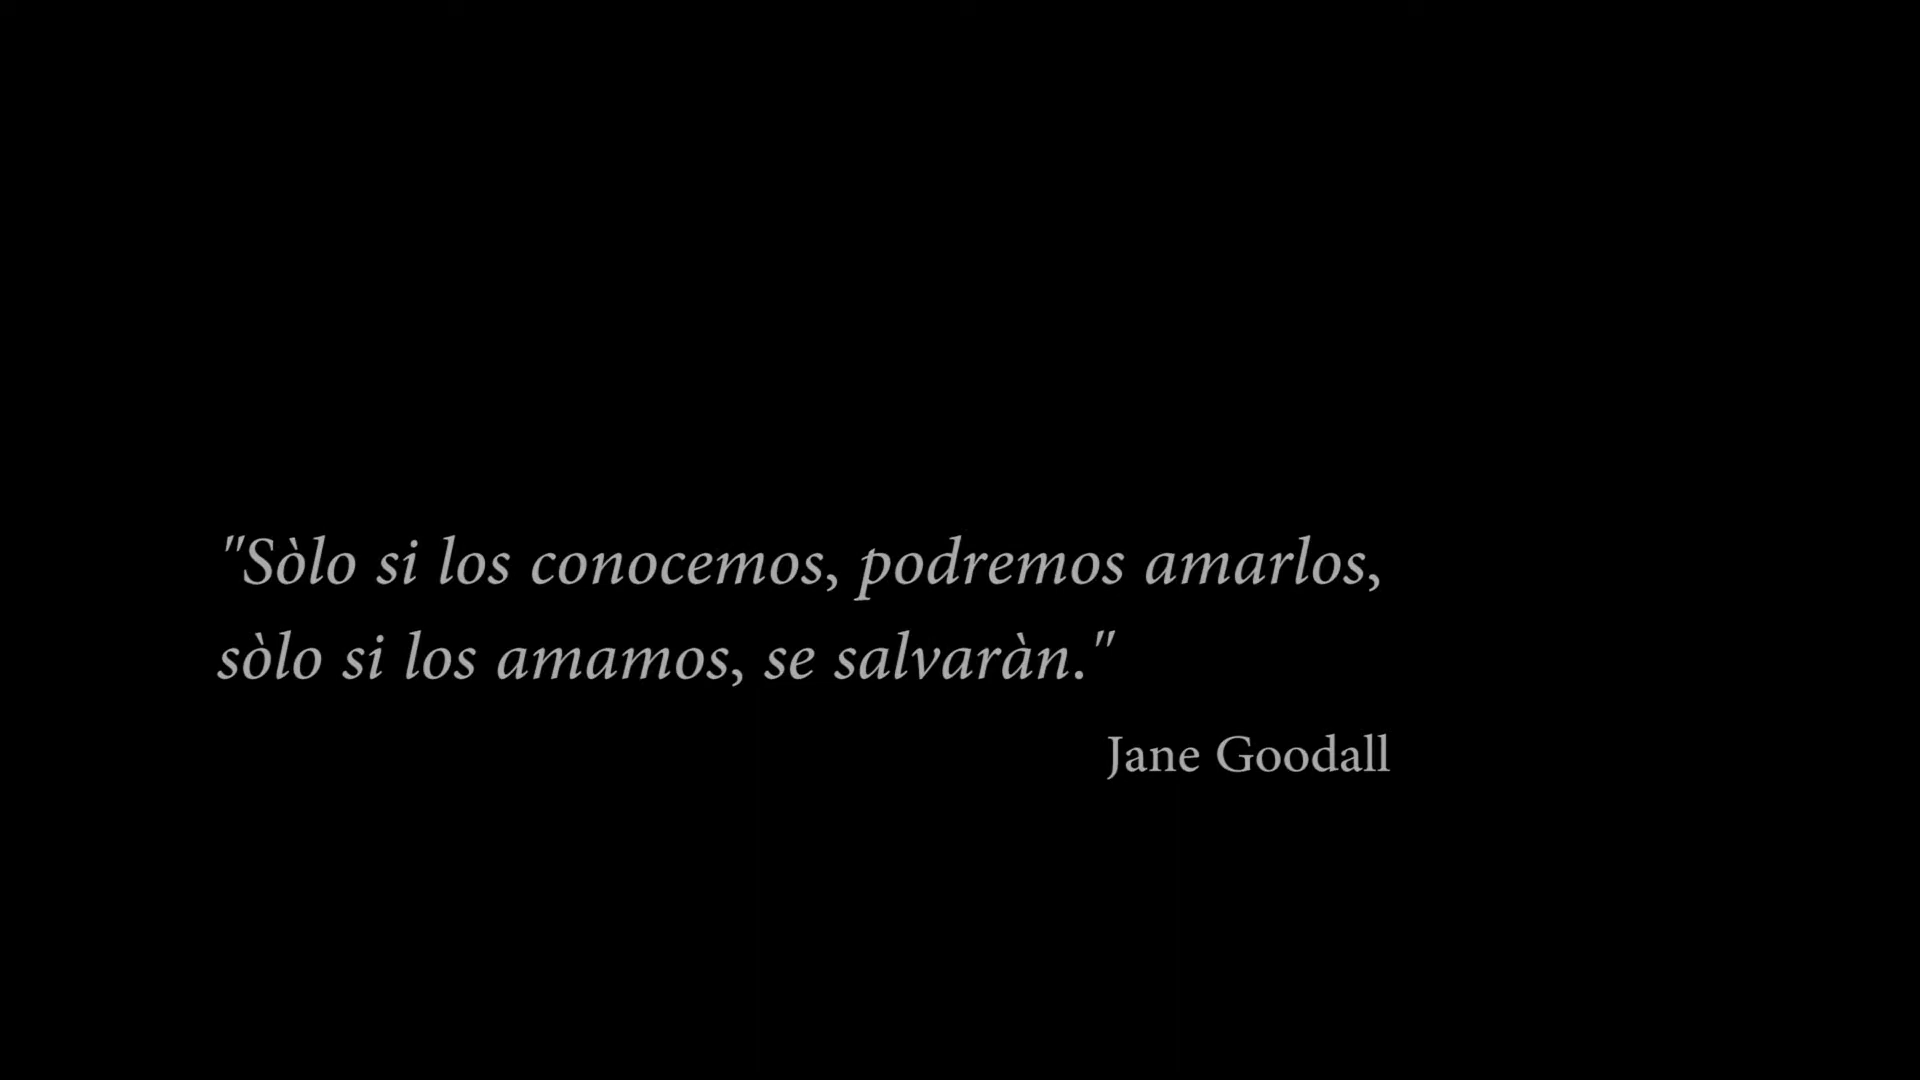 "Sòlo si los conocemos, podremos amarlos,
sòlo si los amamos, se salvaràn."
Jane Goodall